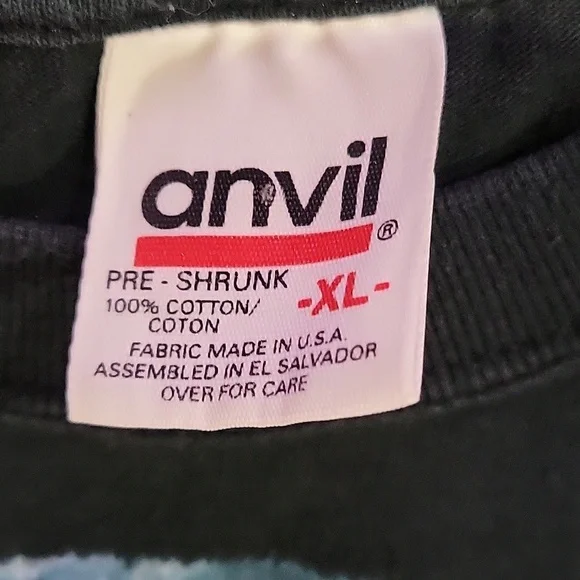 anvil®
PRE - SHRUNK
100% COTTON/
COTON
-XL-
FABRIC MADE IN U.S.A.
ASSEMBLED IN EL SALVADOR
OVER FOR CARE